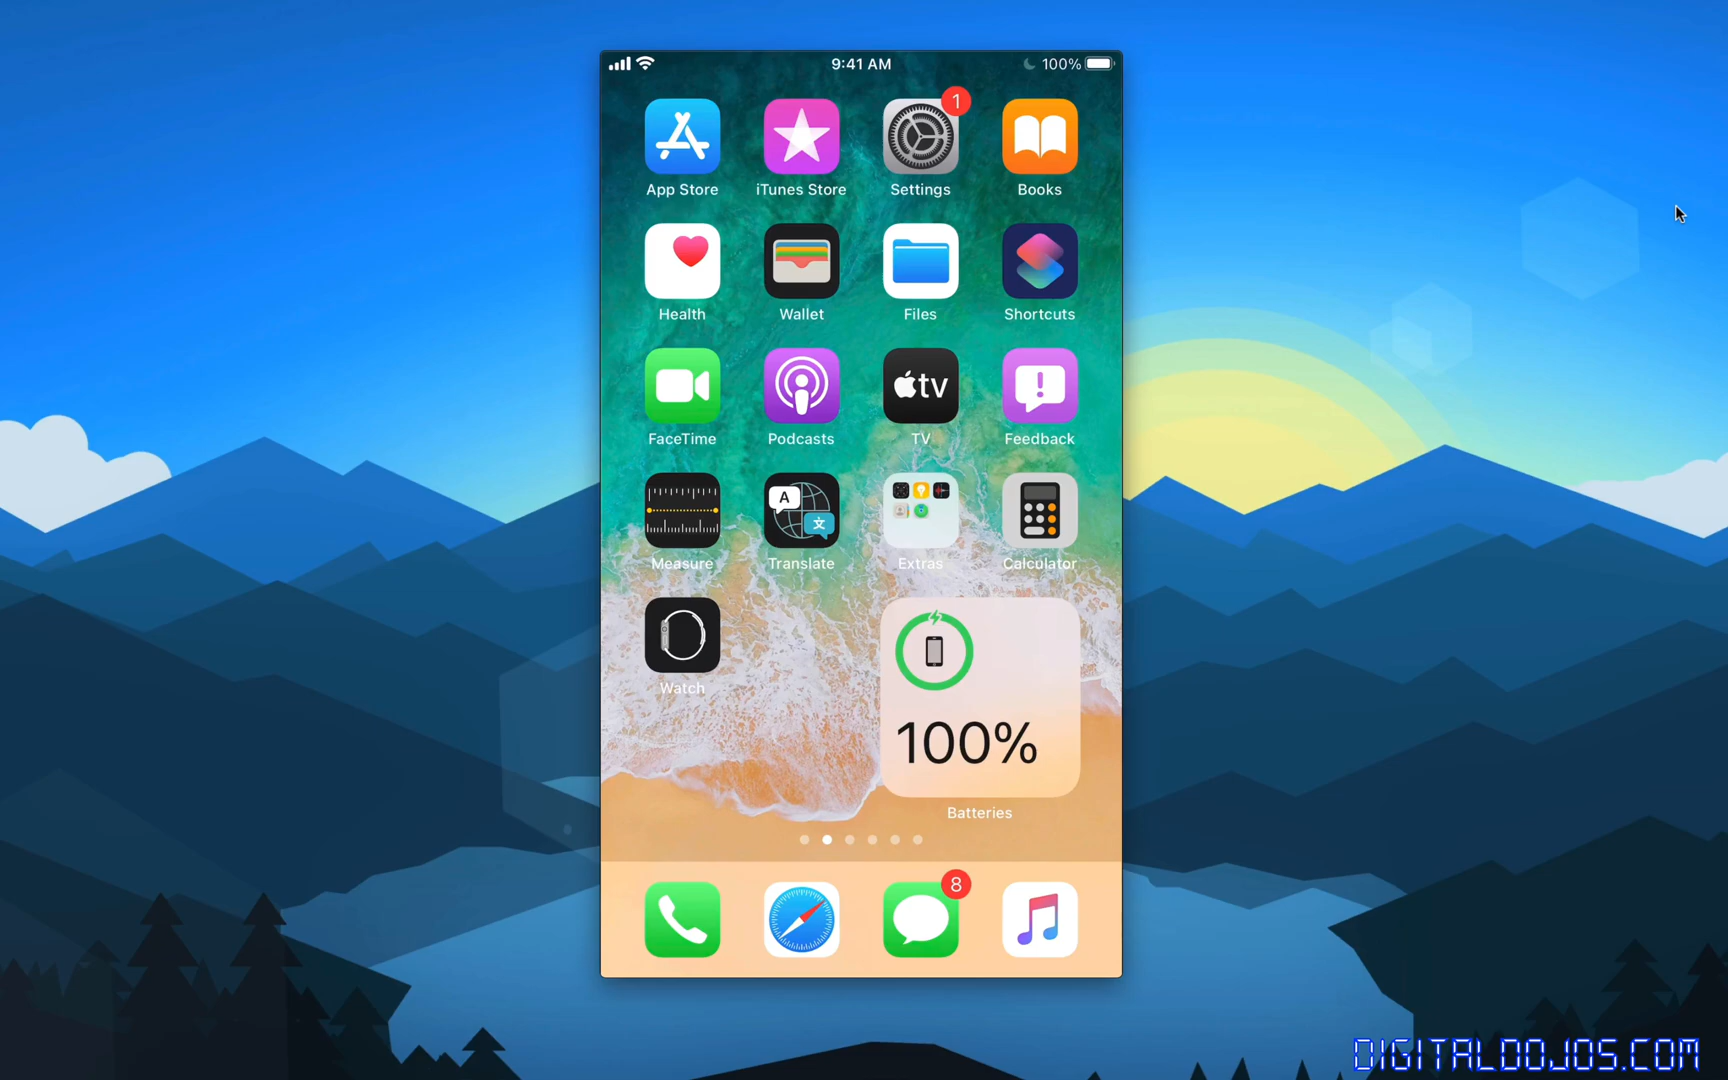 9:41 AM
100%
1
App Store
iTunes Store
Settings
Books
Health
Wallet
Files
Shortcuts
tv
FaceTime
Podcasts
TV
Feedback
A
文
Measure
Translate
Extras
Calculator
Watch
100%
Batteries
8
DIGITALDOJOS.COM